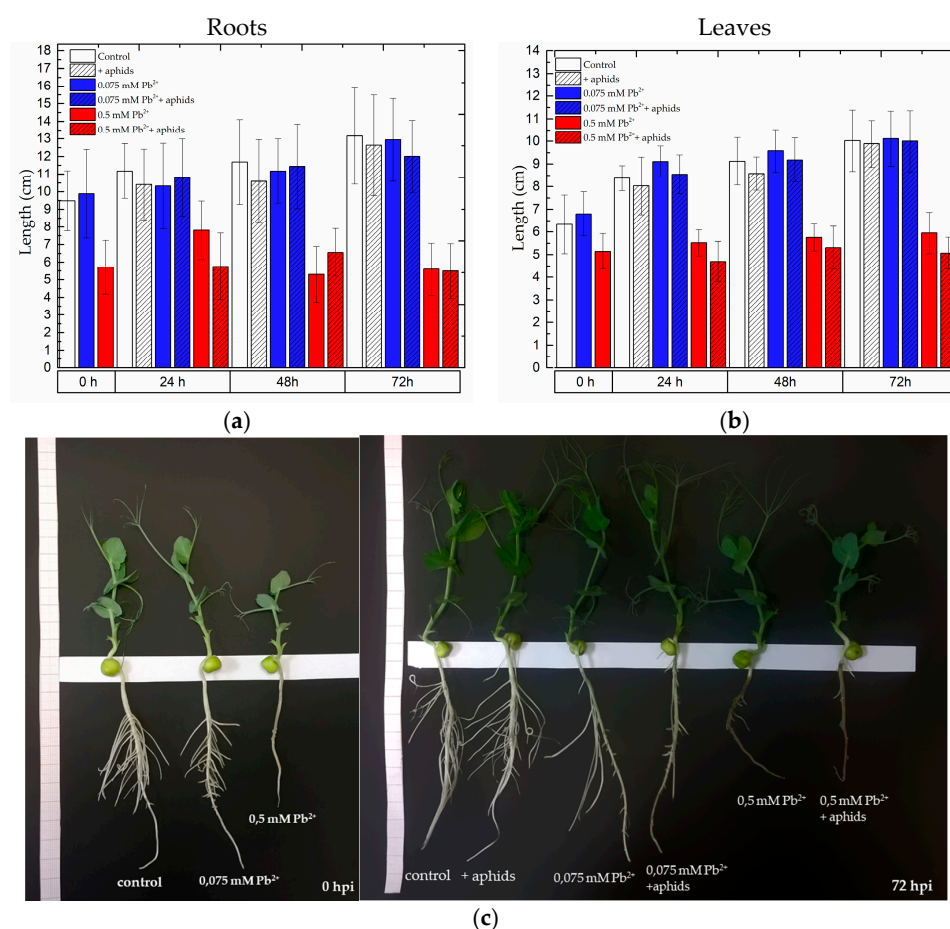 Roots
Leaves
18
17
16
15
14
13
12
11
10
9
8
7
6
5
4
3
2
1
0
Length (cm)
Control
+ aphids
0.075 mM Pb²⁺
0.075 mM Pb²⁺+ aphids
0.5 mM Pb²⁺
0.5 mM Pb²⁺+ aphids
0 h
24 h
48h
72h
(a)
14
13
12
11
10
9
8
7
6
5
4
3
2
1
0
Length (cm)
Control
+ aphids
0.075 mM Pb²⁺
0.075 mM Pb²⁺+ aphids
0.5 mM Pb²⁺
0.5 mM Pb²⁺+ aphids
0 h
24 h
48h
72h
(b)
control
0,075 mM Pb²⁺
0,5 mM Pb²⁺
0 hpi
control
+ aphids
0,075 mM Pb²⁺
0,075 mM Pb²⁺
+aphids
0,5 mM Pb²⁺
0,5 mM Pb²⁺
+ aphids
72 hpi
(c)